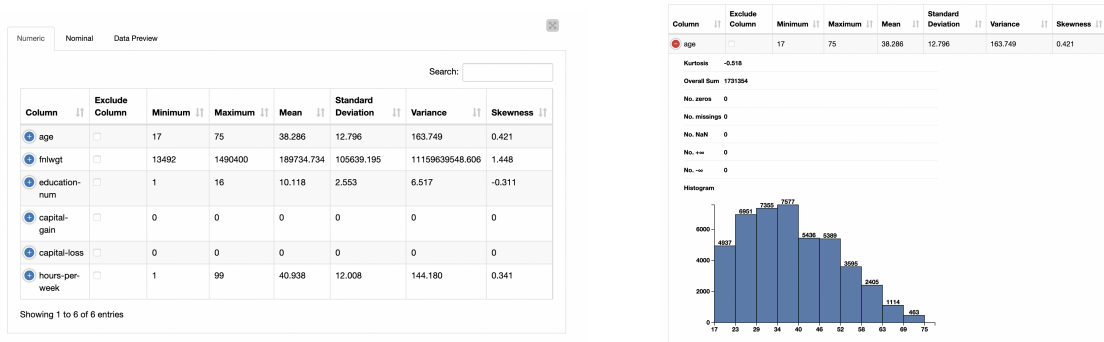 Numeric Nominal Data Preview
Search:
Column Exclude Column Minimum Maximum Mean Standard Deviation Variance Skewness
age 17 75 38.286 12.796 163.749 0.421
fnlwgt 13492 1490400 189734.734 105639.195 11159639548.606 1.448
education-num 1 16 10.118 2.553 6.517 -0.311
capital-gain 0 0 0 0 0 0
capital-loss 0 0 0 0 0 0
hours-per-week 1 99 40.938 12.008 144.180 0.341
Showing 1 to 6 of 6 entries
Column Exclude Column Minimum Maximum Mean Standard Deviation Variance Skewness
age 17 75 38.286 12.796 163.749 0.421
Kurtosis -0.518
Overall Sum 1731354
No. zeros 0
No. missings 0
No. NaN 0
No. +∞ 0
No. -∞ 0
Histogram
4937 6951 7355 7577 5436 5389 3595 2405 1114 463
6000
4000
2000
0
17 23 29 34 40 46 52 58 63 69 75